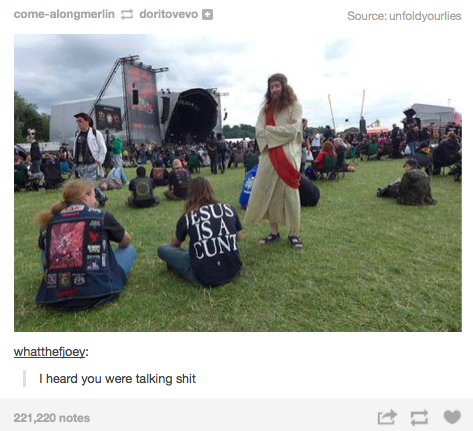 come-alongmerlin doritovevo
Source: unfoldyourlies
JESUS
IS A
CUNT
whatthefjoey:
I heard you were talking shit
221,220 notes